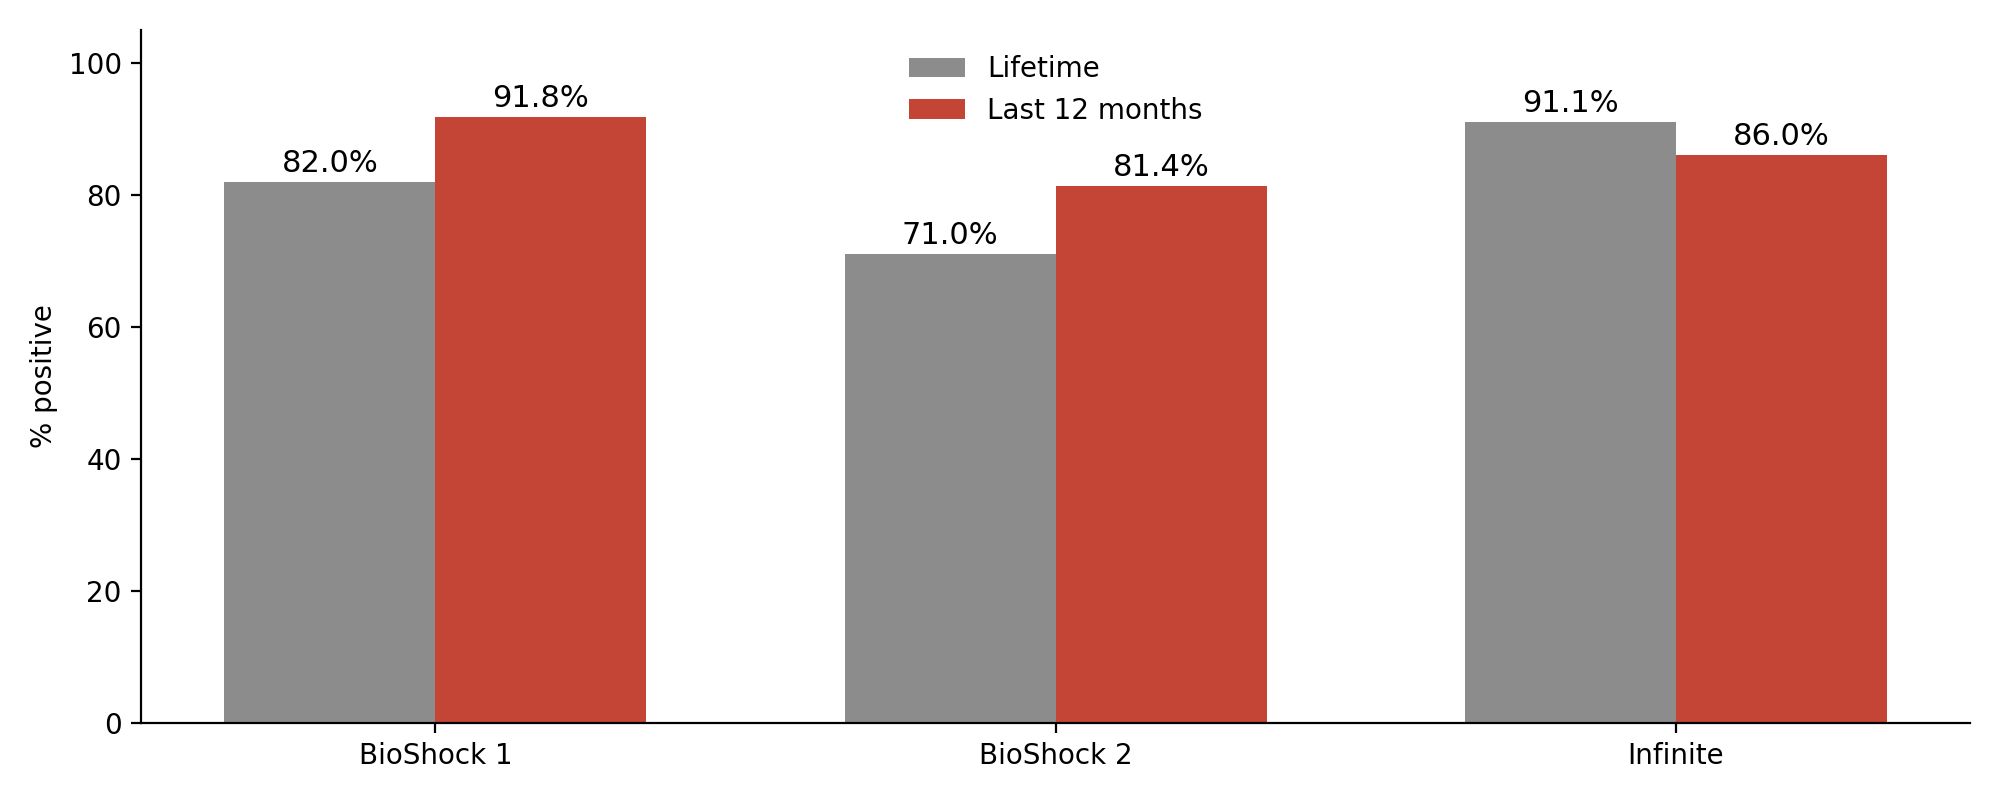 Lifetime
Last 12 months
% positive
100
80
60
40
20
0
82.0%
91.8%
71.0%
81.4%
91.1%
86.0%
BioShock 1
BioShock 2
Infinite